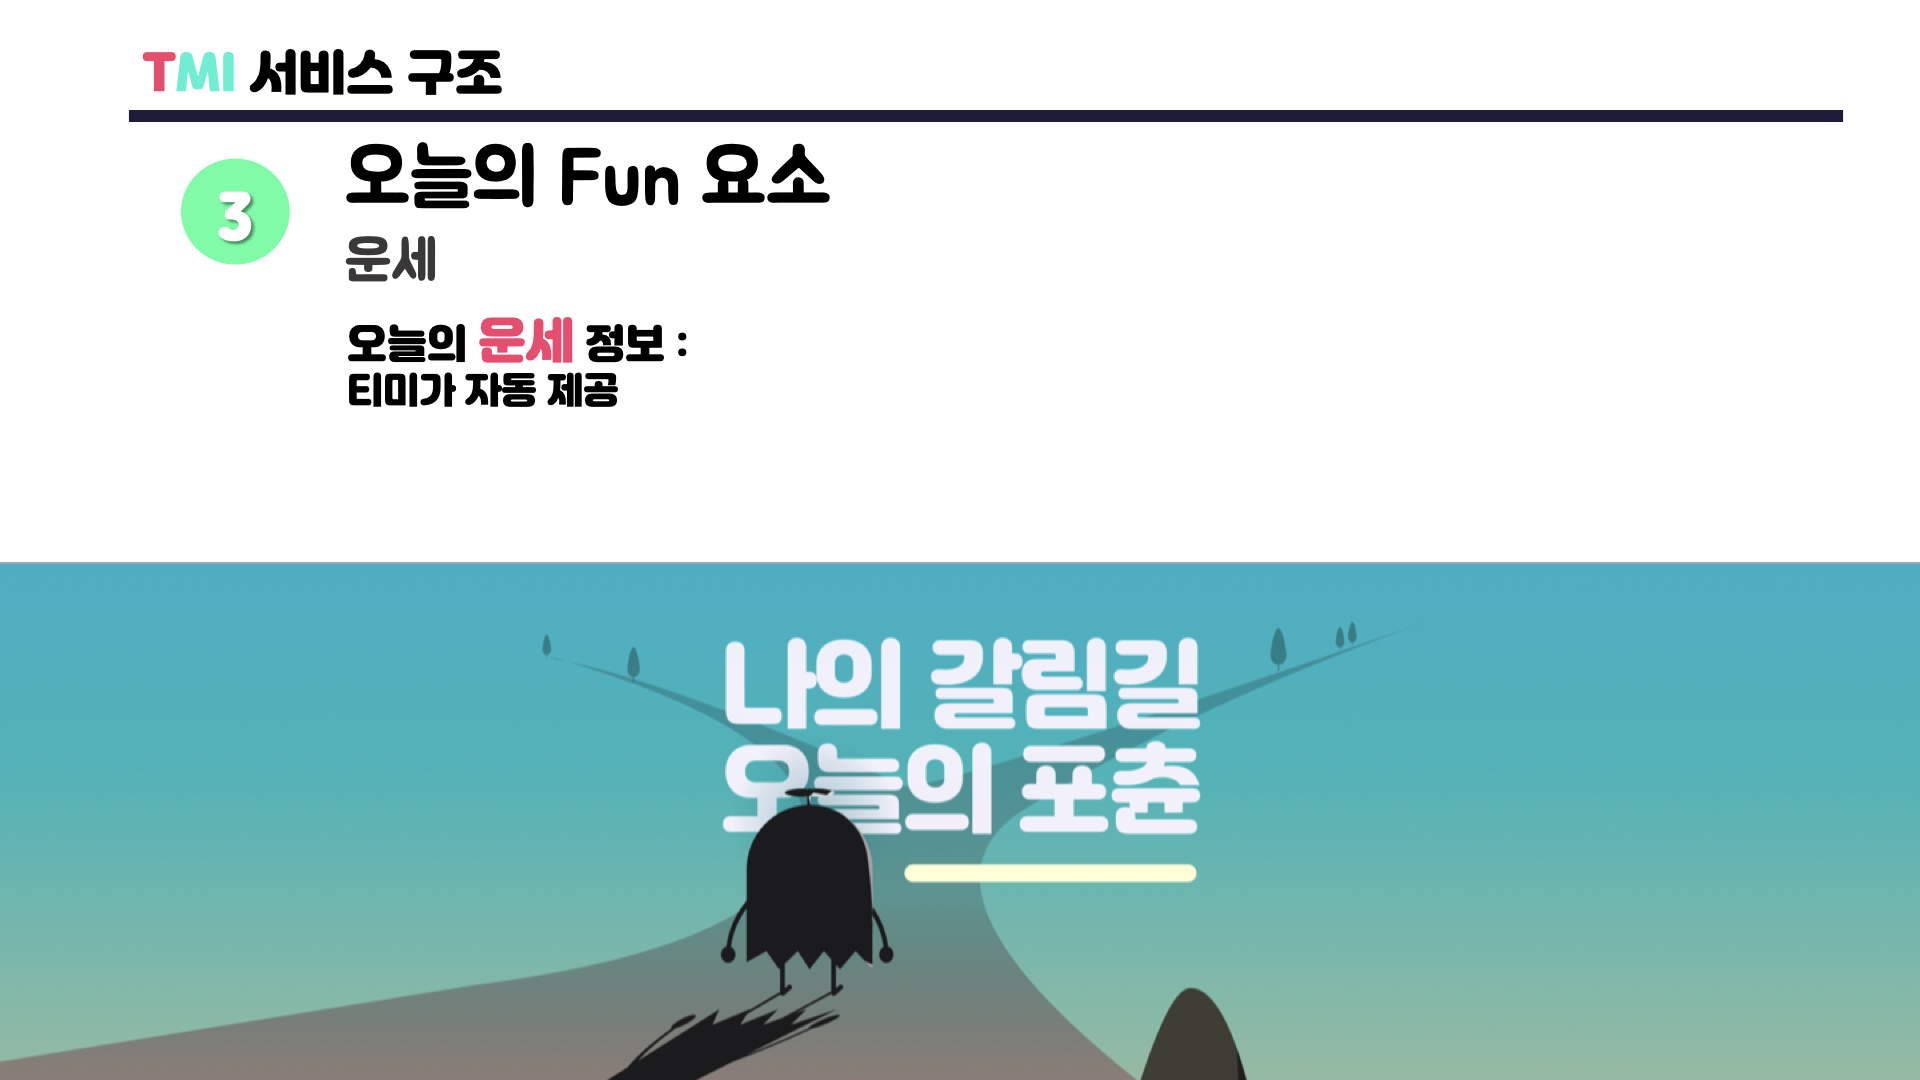 TMI 서비스 구조
3
오늘의 Fun 요소
운세
오늘의 운세 정보 :
티미가 자동 제공
나의 갈림길
오늘의 포춘